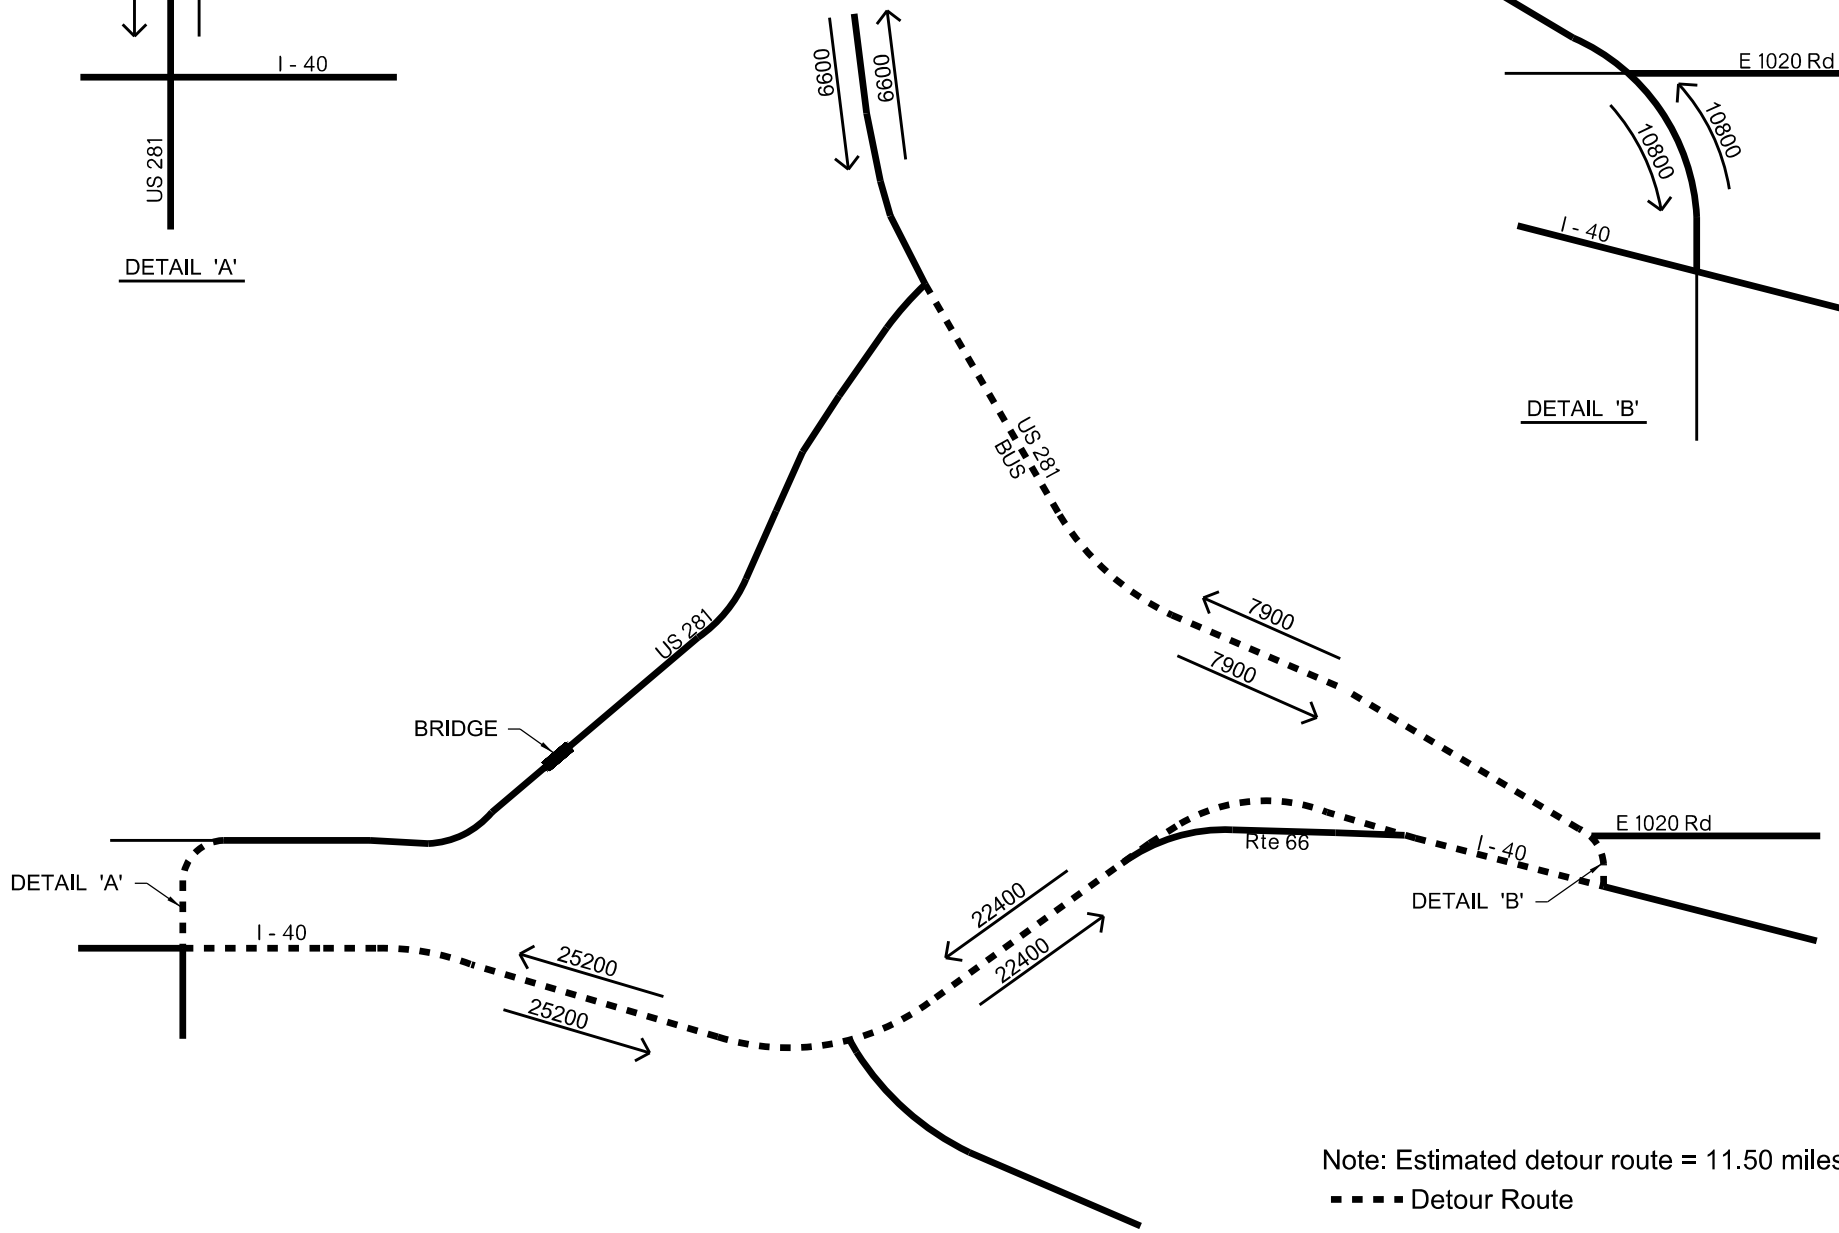 I - 40
US 281
DETAIL 'A'
6600
6600
E 1020 Rd
10800
10800
I - 40
DETAIL 'B'
US 281
BUS
7900
7900
US 281
BRIDGE
E 1020 Rd
Rte 66
I - 40
DETAIL 'A'
DETAIL 'B'
22400
22400
I - 40
25200
25200
Note: Estimated detour route = 11.50 miles
Detour Route